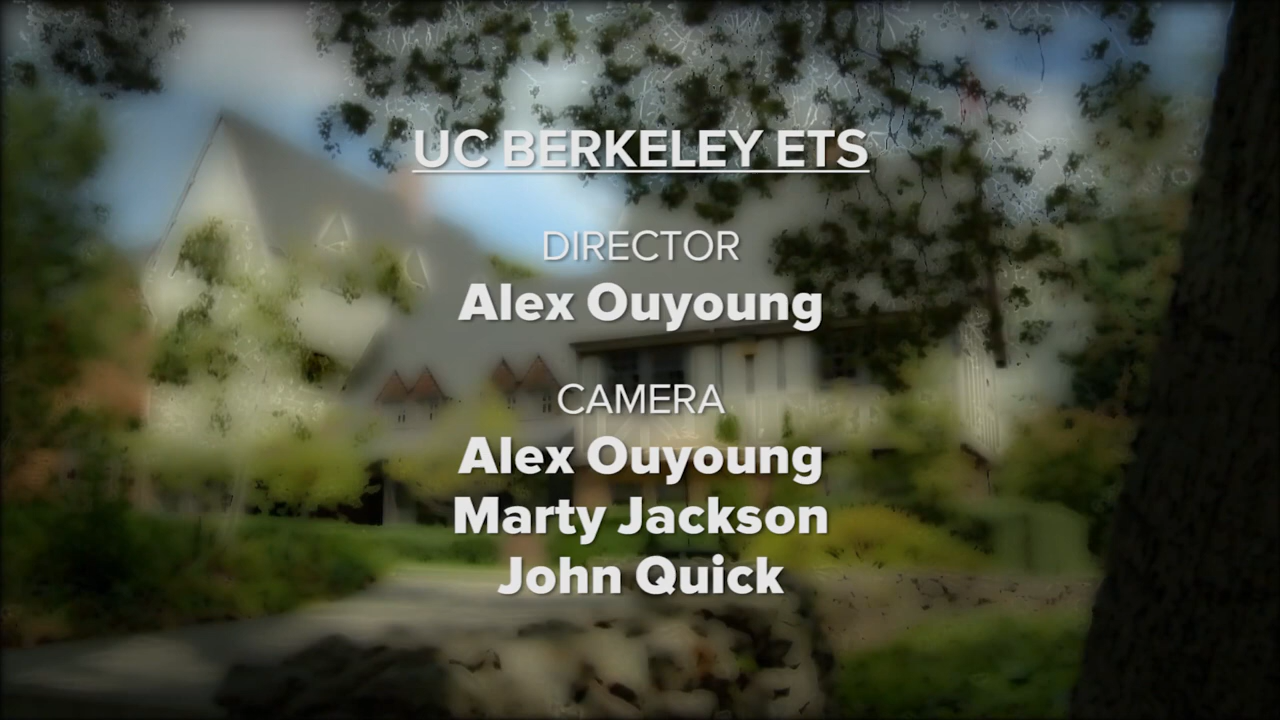 UC BERKELEY ETS
DIRECTOR
Alex Ouyoung
CAMERA
Alex Ouyoung
Marty Jackson
John Quick